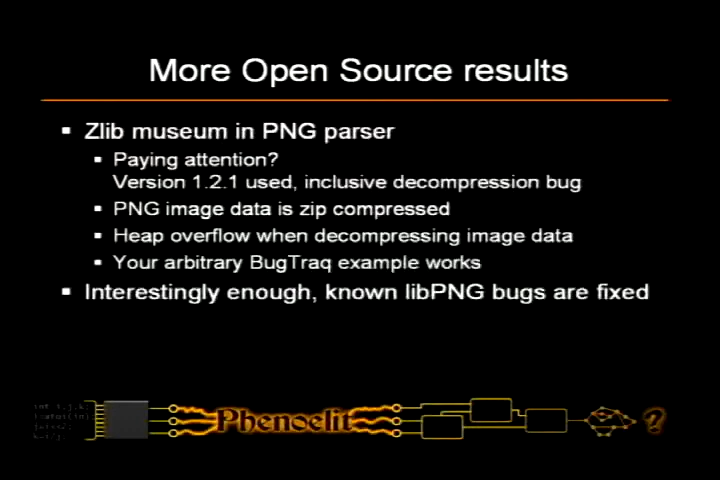 More Open Source results
▪ Zlib museum in PNG parser
▪ Paying attention?
Version 1.2.1 used, inclusive decompression bug
▪ PNG image data is zip compressed
▪ Heap overflow when decompressing image data
▪ Your arbitrary BugTraq example works
▪ Interestingly enough, known libPNG bugs are fixed
Phenoelit ?